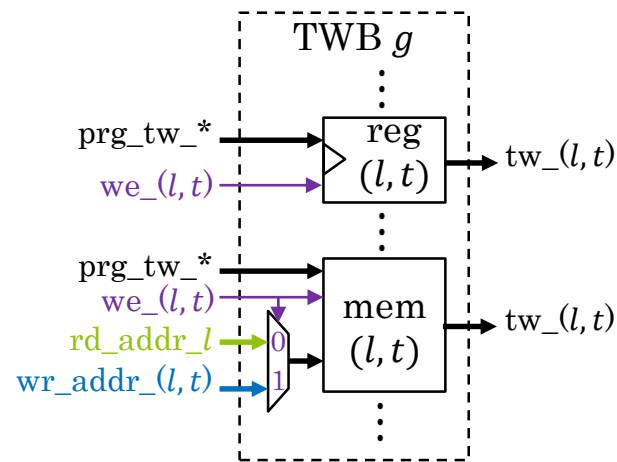 TWB g
prg_tw_*
reg
(l, t)
we_(l, t)
tw_(l, t)
prg_tw_*
we_(l, t)
mem
(l, t)
tw_(l, t)
rd_addr_l
0
wr_addr_(l, t)
1